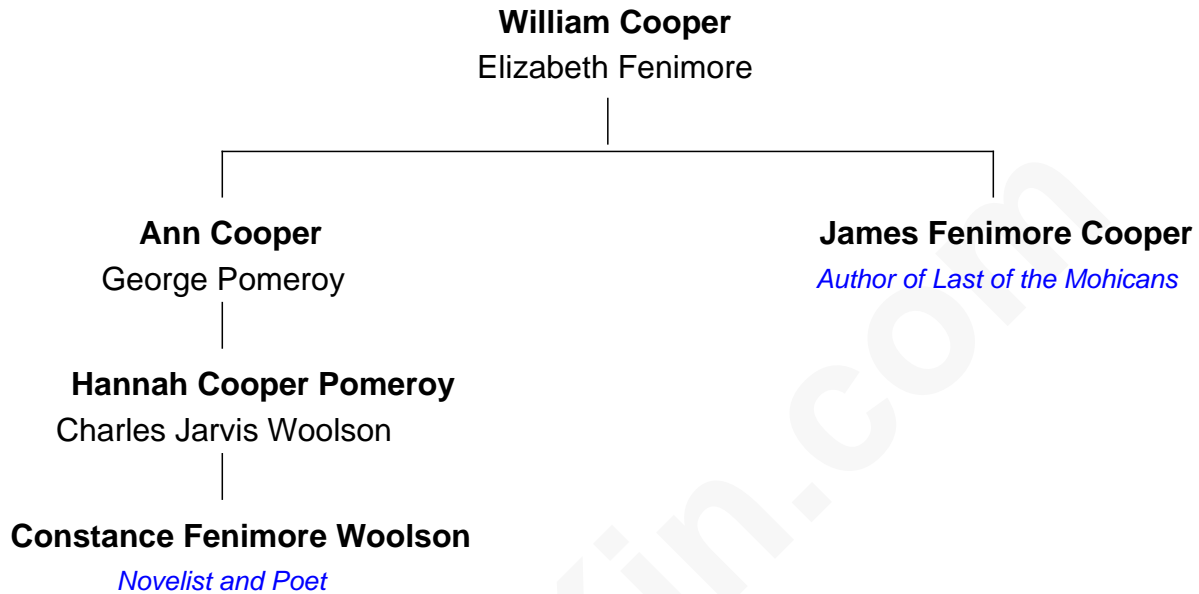 William Cooper
Elizabeth Fenimore
Ann Cooper
George Pomeroy
James Fenimore Cooper
Author of Last of the Mohicans
Hannah Cooper Pomeroy
Charles Jarvis Woolson
Constance Fenimore Woolson
Novelist and Poet